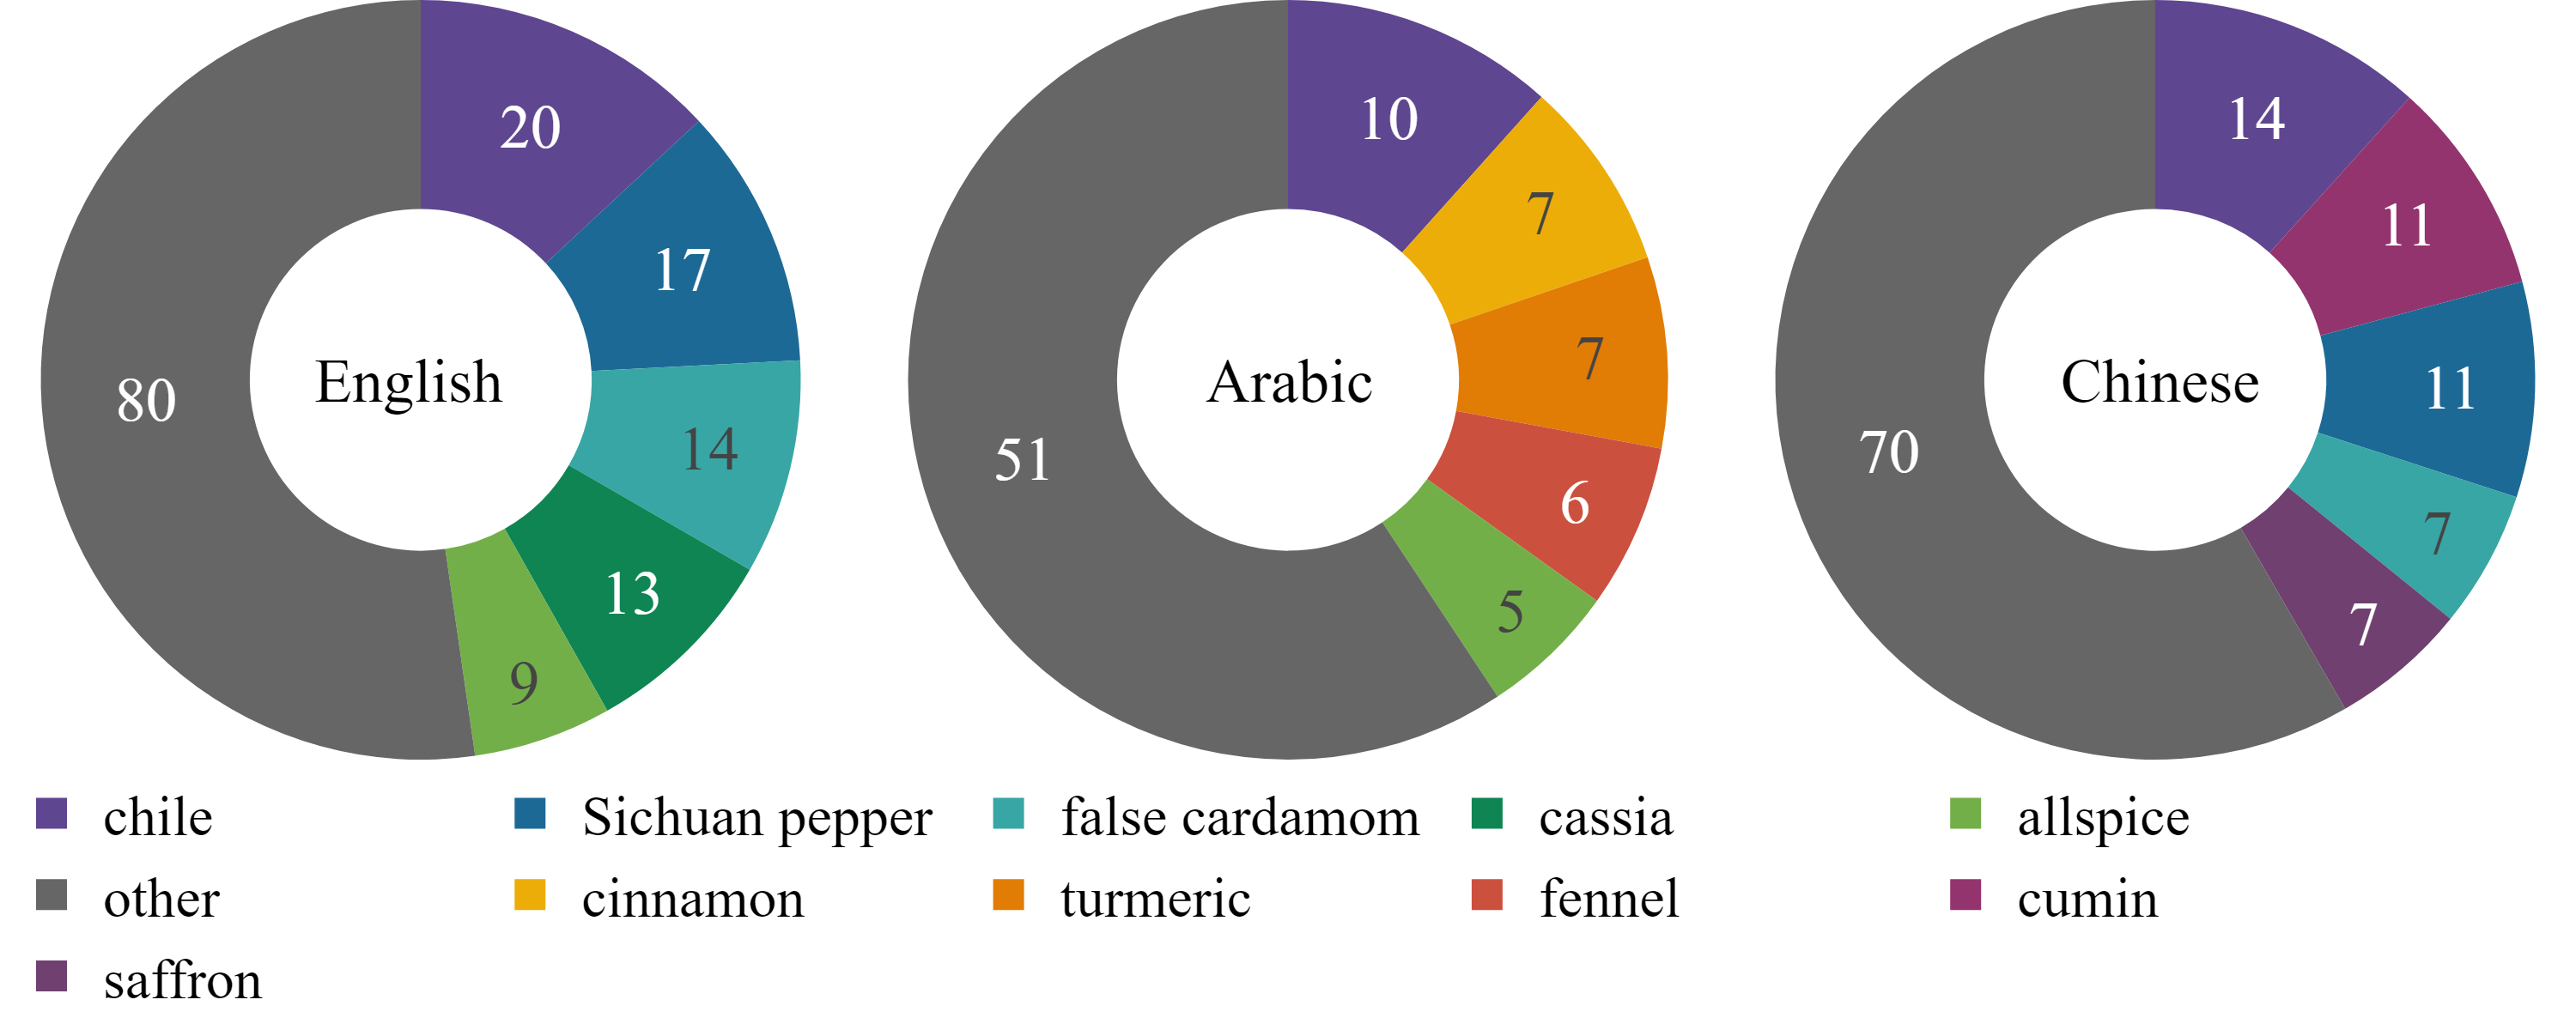 20
17
14
13
9
80
English
10
7
7
6
5
51
Arabic
14
11
11
7
7
70
Chinese
chile
Sichuan pepper
false cardamom
cassia
allspice
other
cinnamon
turmeric
fennel
cumin
saffron